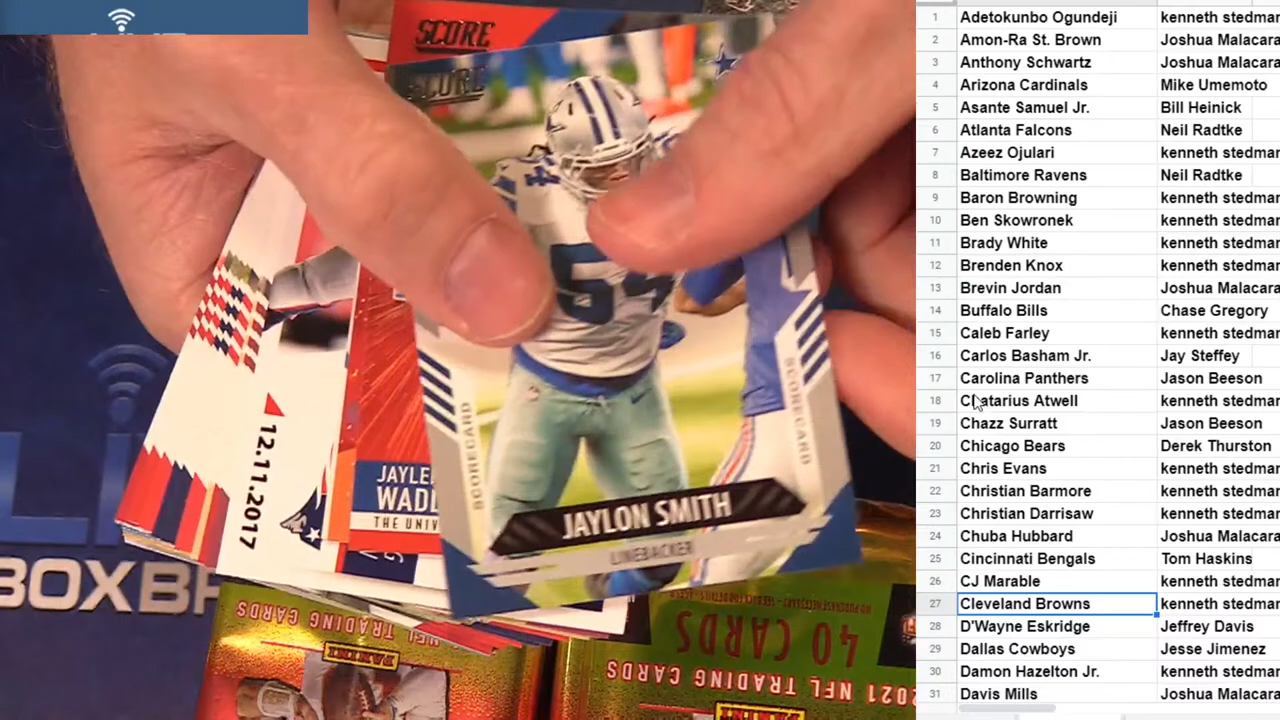 SCORE
SCORE
54
SCORECARD
SCORECARD
JAYLON SMITH
LINEBACKER
12.11.2017
JAYLE
WADL
THE UNIV
BOXB
40 CARDS
NFL TRADING CARDS
PANINI
2021 NFL TRADING CARDS
PANINI
1 Adetokunbo Ogundeji kenneth stedman
2 Amon-Ra St. Brown Joshua Malacara
3 Anthony Schwartz Joshua Malacara
4 Arizona Cardinals Mike Umemoto
5 Asante Samuel Jr. Bill Heinick
6 Atlanta Falcons Neil Radtke
7 Azeez Ojulari kenneth stedman
8 Baltimore Ravens Neil Radtke
9 Baron Browning kenneth stedman
10 Ben Skowronek kenneth stedman
11 Brady White kenneth stedman
12 Brenden Knox kenneth stedman
13 Brevin Jordan Joshua Malacara
14 Buffalo Bills Chase Gregory
15 Caleb Farley kenneth stedman
16 Carlos Basham Jr. Jay Steffey
17 Carolina Panthers Jason Beeson
18 Chatarius Atwell kenneth stedman
19 Chazz Surratt Jason Beeson
20 Chicago Bears Derek Thurston
21 Chris Evans kenneth stedman
22 Christian Barmore kenneth stedman
23 Christian Darrisaw kenneth stedman
24 Chuba Hubbard Joshua Malacara
25 Cincinnati Bengals Tom Haskins
26 CJ Marable kenneth stedman
27 Cleveland Browns kenneth stedman
28 D'Wayne Eskridge Jeffrey Davis
29 Dallas Cowboys Jesse Jimenez
30 Damon Hazelton Jr. kenneth stedman
31 Davis Mills Joshua Malacara